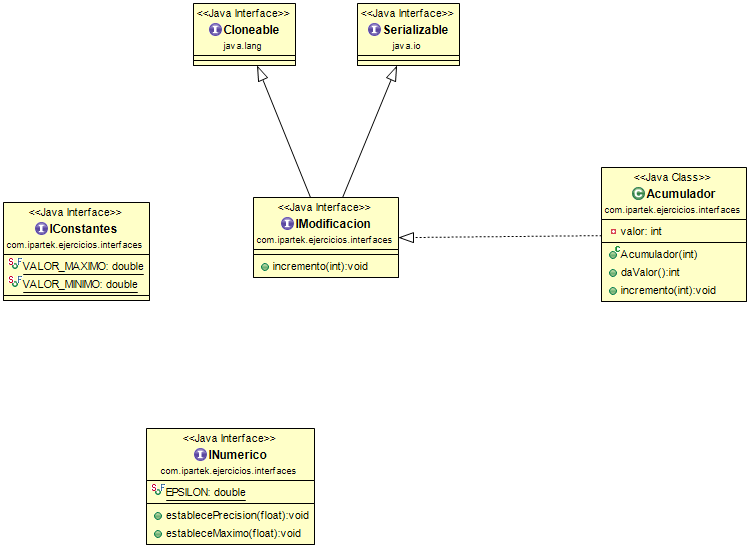 <<Java Interface>>
I Cloneable
java.lang
<<Java Interface>>
I Serializable
java.io
<<Java Class>>
C Acumulador
com.ipartek.ejercicios.interfaces
valor: int
C Acumulador(int)
daValor():int
incremento(int):void
<<Java Interface>>
I IModificacion
com.ipartek.ejercicios.interfaces
incremento(int):void
<<Java Interface>>
I IConstantes
com.ipartek.ejercicios.interfaces
S F VALOR_MAXIMO: double
S F VALOR_MINIMO: double
<<Java Interface>>
I INumerico
com.ipartek.ejercicios.interfaces
S F EPSILON: double
establecePrecision(float):void
estableceMaximo(float):void